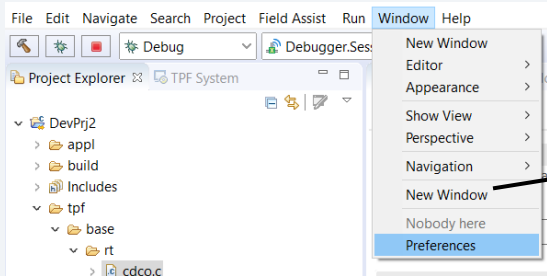 File Edit Navigate Search Project Field Assist Run Window Help
Debug Debugger.Ses
Project Explorer TPF System
DevPrj2
appl
build
Includes
tpf
base
rt
cdco.c
New Window
Editor
Appearance
Show View
Perspective
Navigation
New Window
Nobody here
Preferences